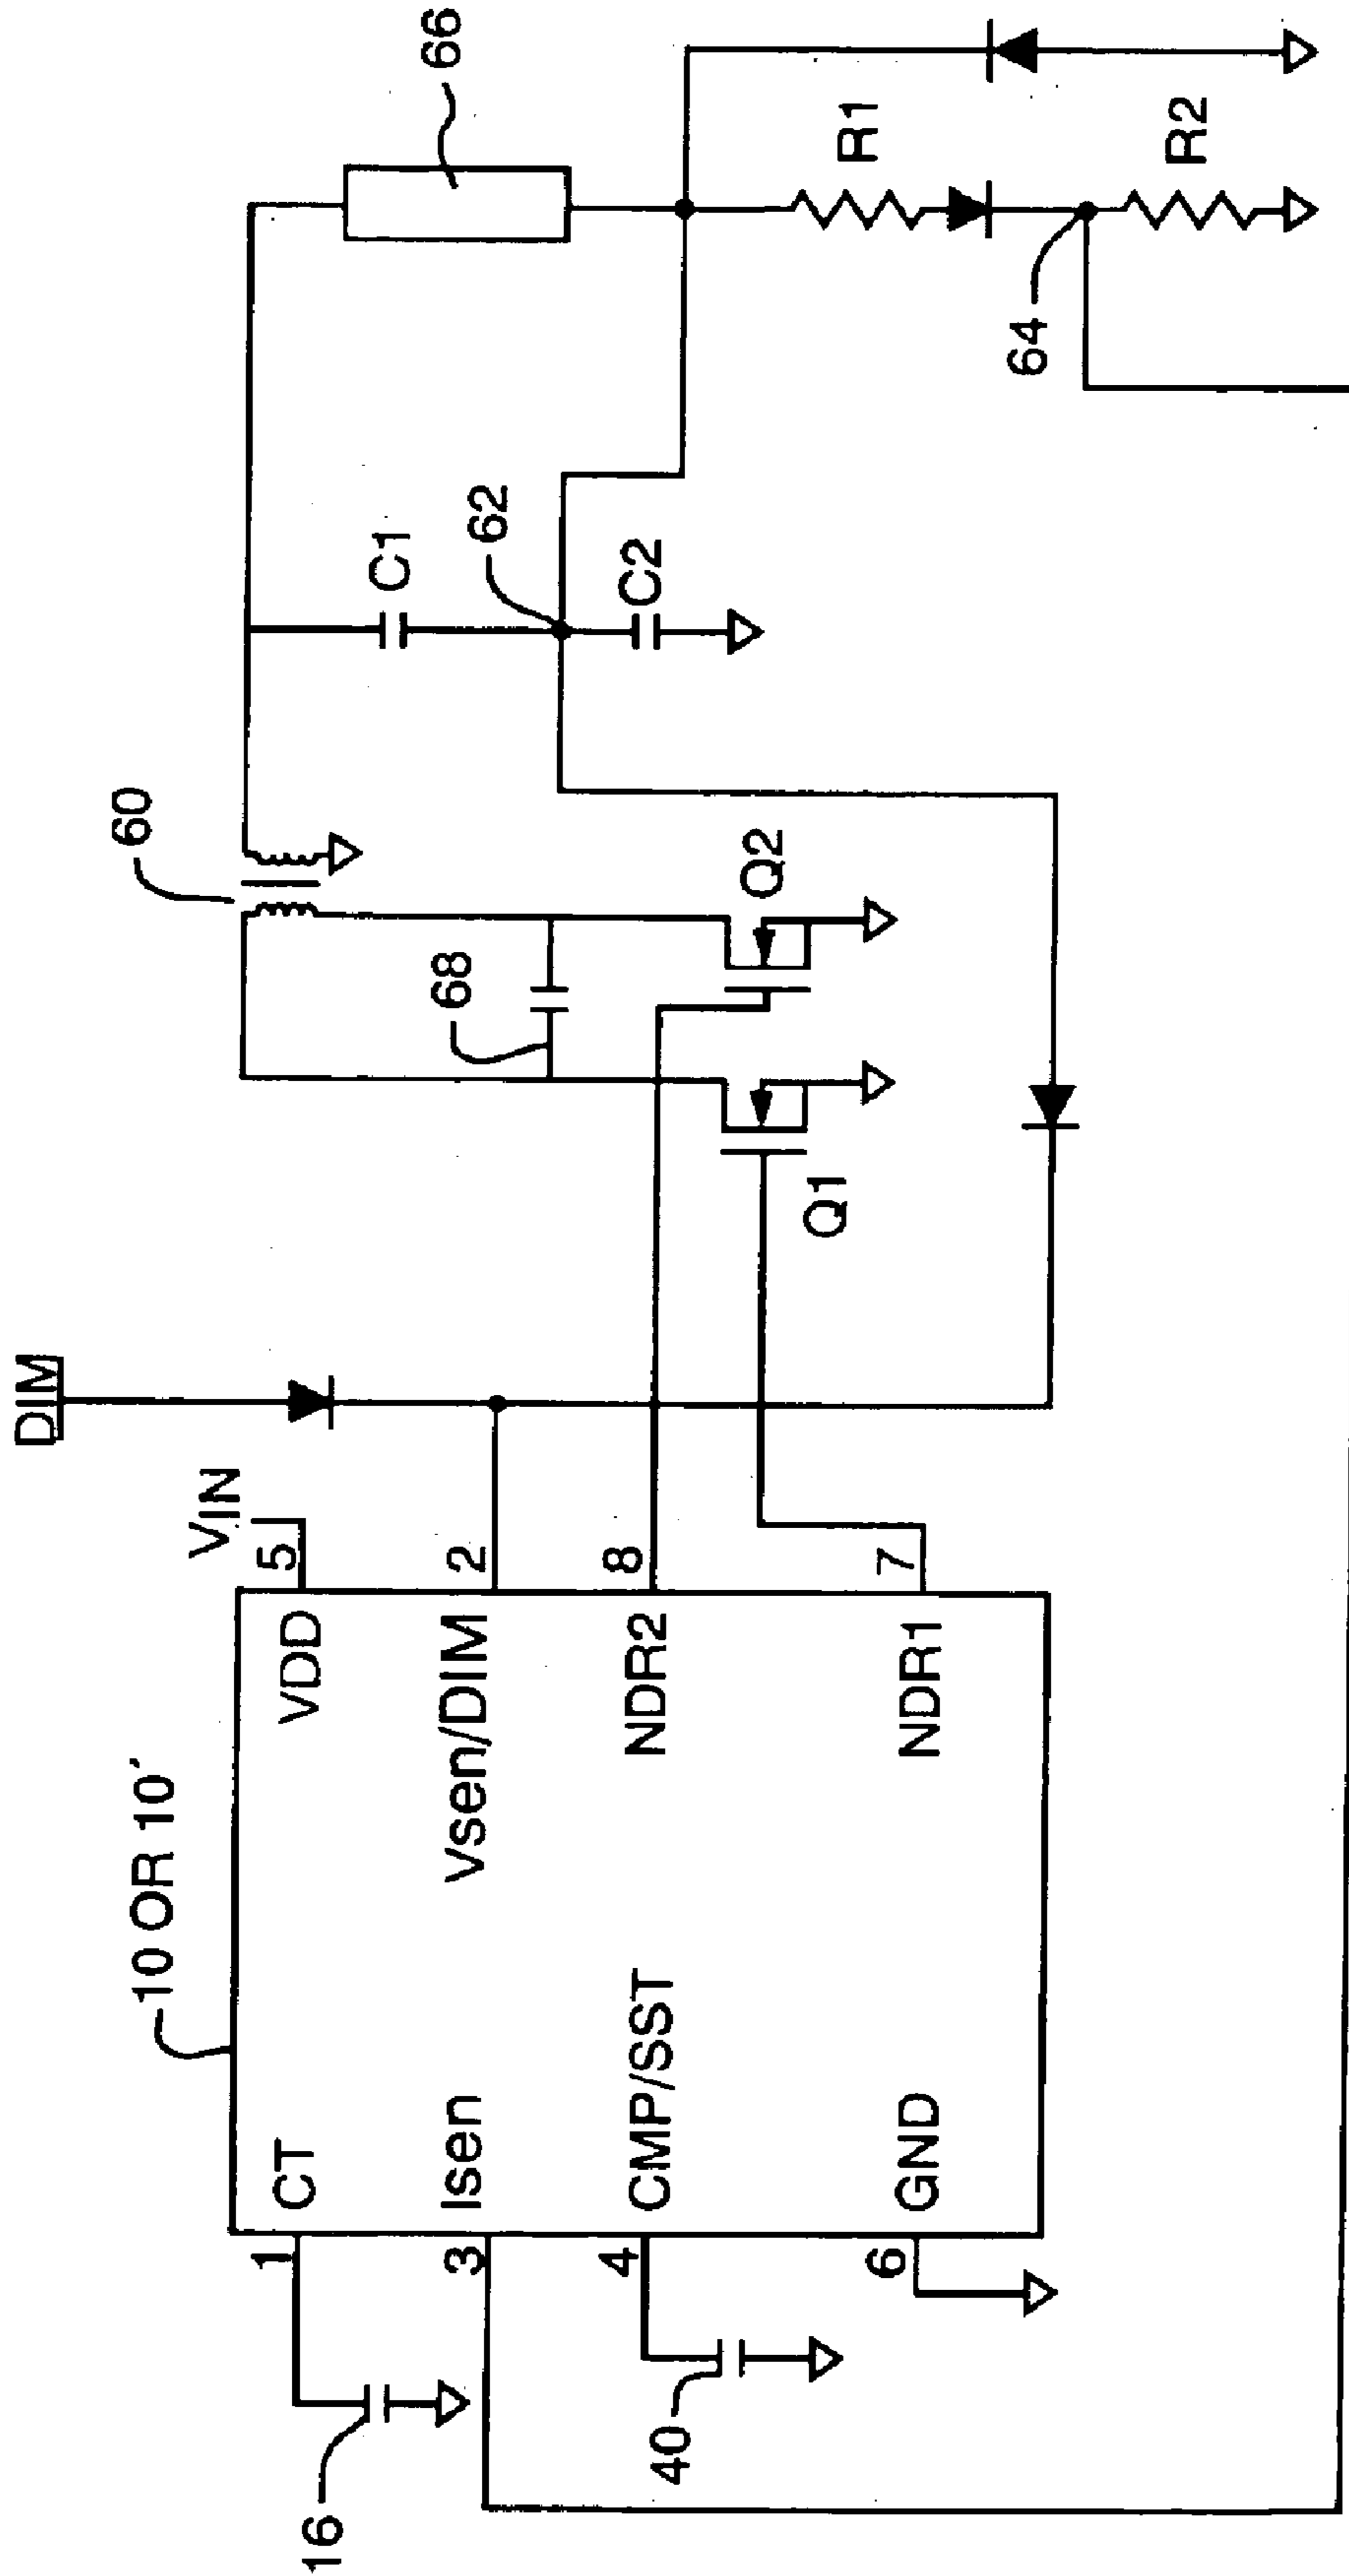 DIM
VIN
10 OR 10´
60
66
16
1
CT
VDD
5
C1
62
3
Isen
Vsen/DIM
2
68
C2
R1
40
4
CMP/SST
NDR2
8
Q2
64
6
GND
NDR1
7
Q1
R2